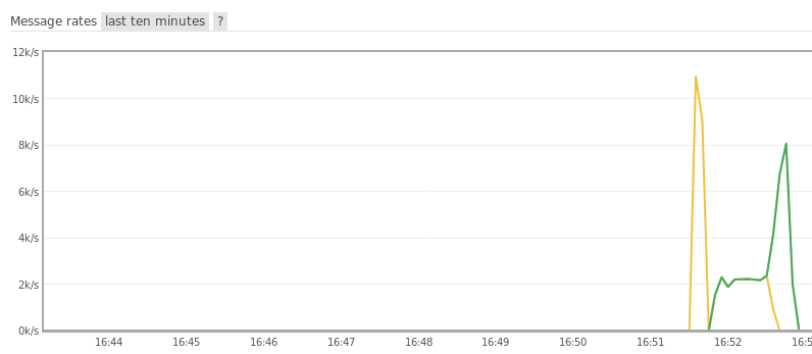 Message rates last ten minutes ?
12k/s
10k/s
8k/s
6k/s
4k/s
2k/s
0k/s
16:44 16:45 16:46 16:47 16:48 16:49 16:50 16:51 16:52